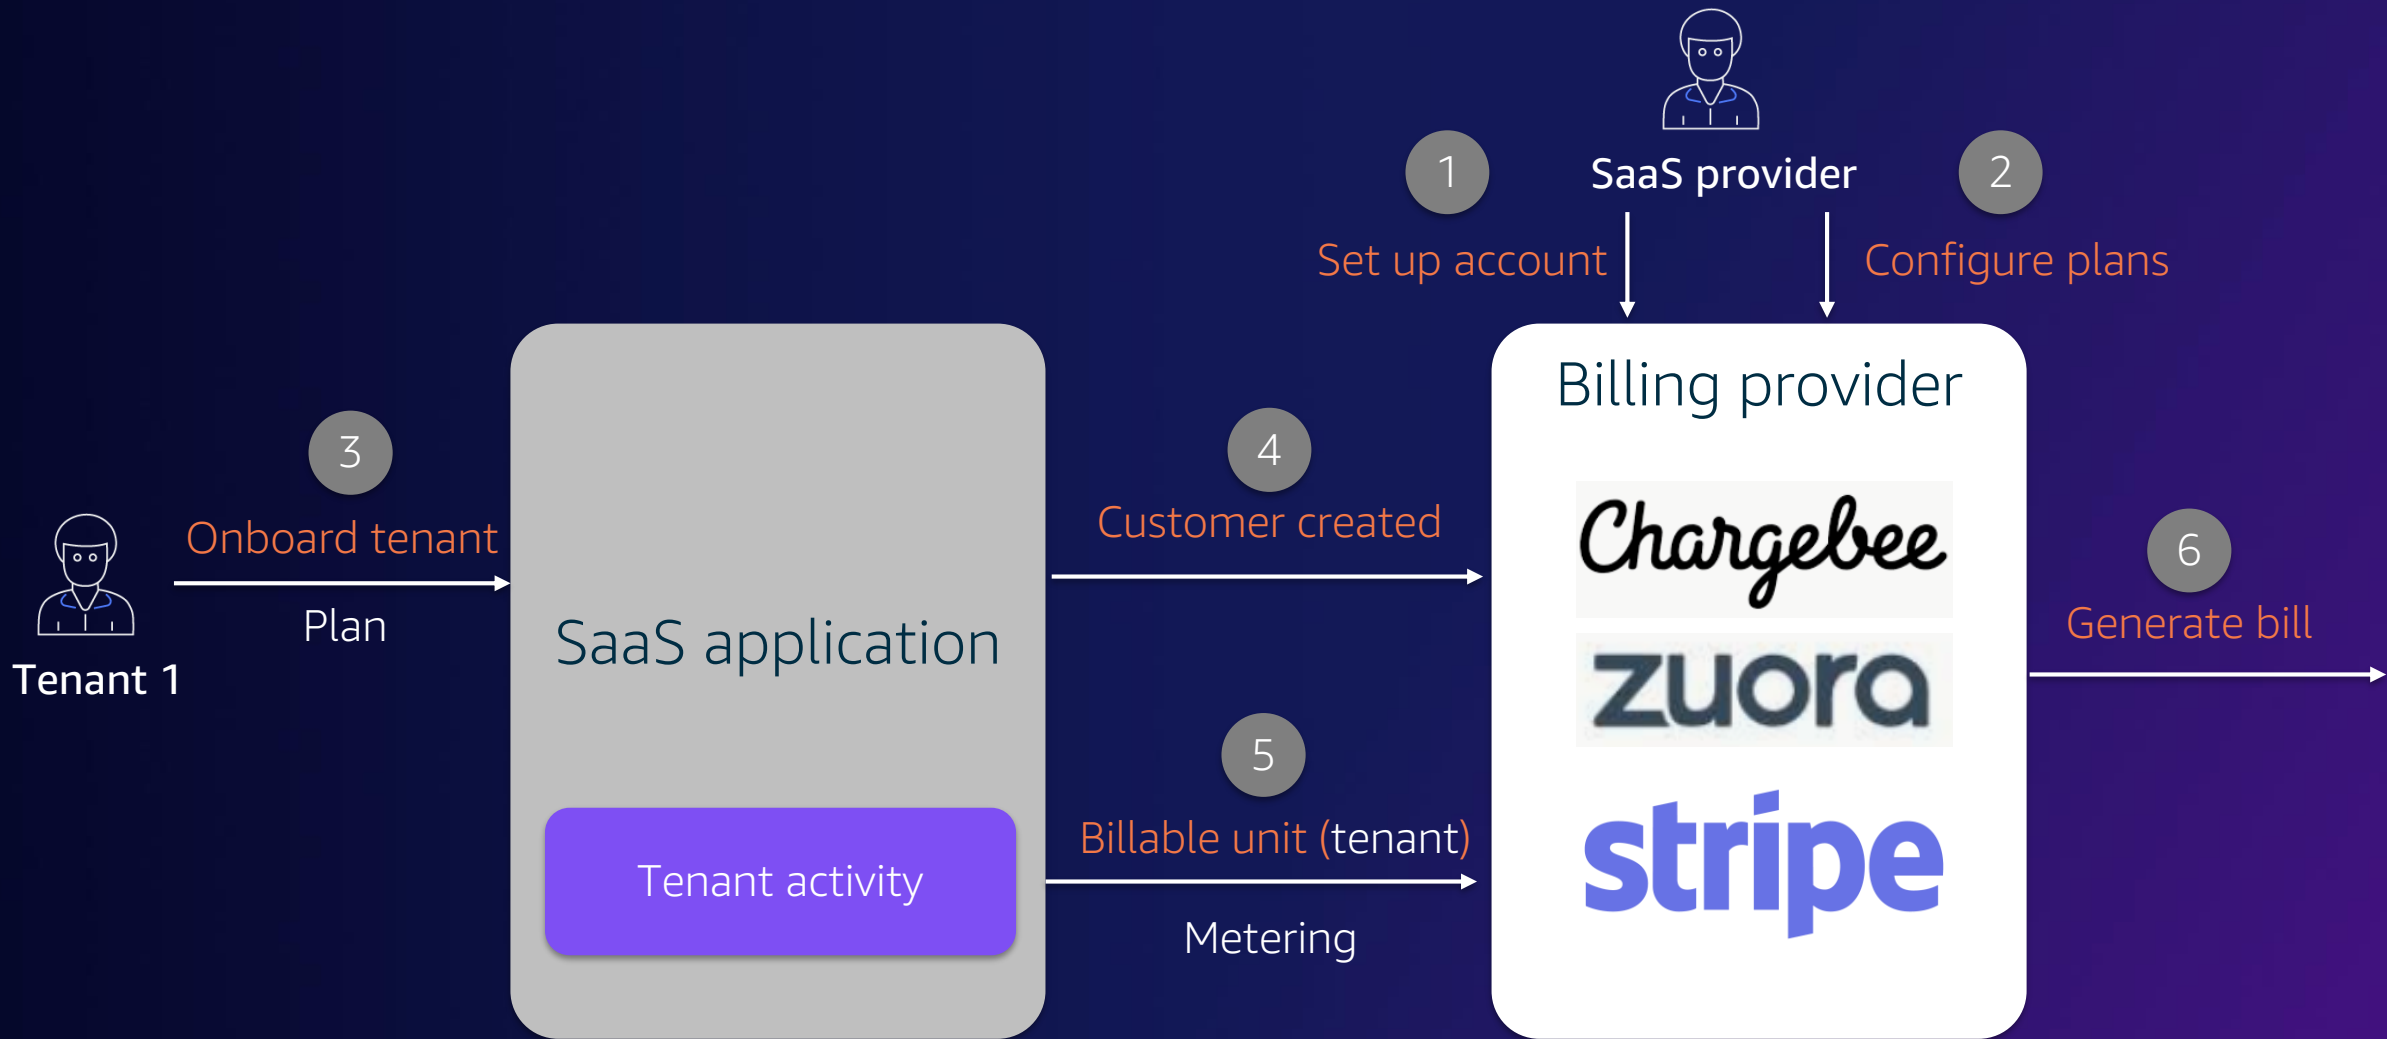 1
SaaS provider
2
Set up account
Configure plans
Billing provider
3
4
Onboard tenant
Customer created
Chargebee
6
Plan
Generate bill
SaaS application
zuora
Tenant 1
5
Billable unit (tenant)
stripe
Tenant activity
Metering